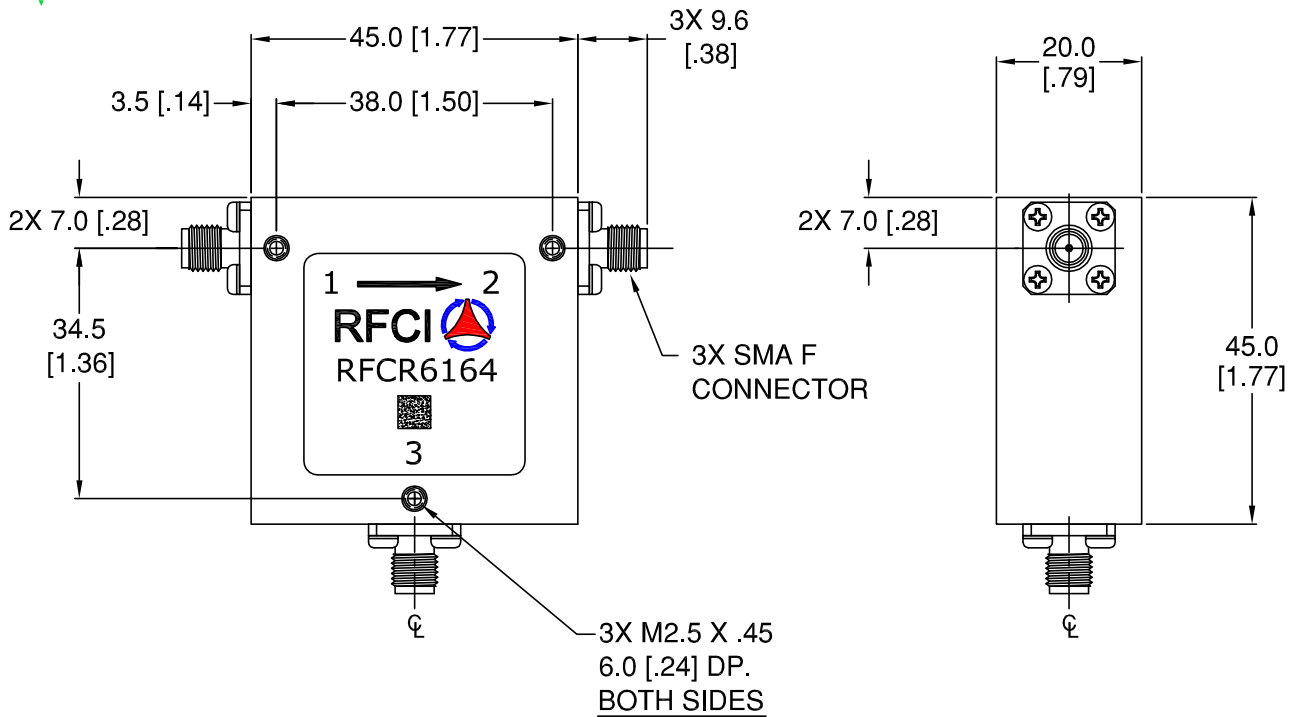 45.0 [1.77]
3X 9.6
[.38]
3.5 [.14]
38.0 [1.50]
2X 7.0 [.28]
34.5
[1.36]
1 2
RFCI
RFCR6164
3
3X SMA F
CONNECTOR
3X M2.5 X .45
6.0 [.24] DP.
BOTH SIDES
℄
20.0
[.79]
2X 7.0 [.28]
45.0
[1.77]
℄